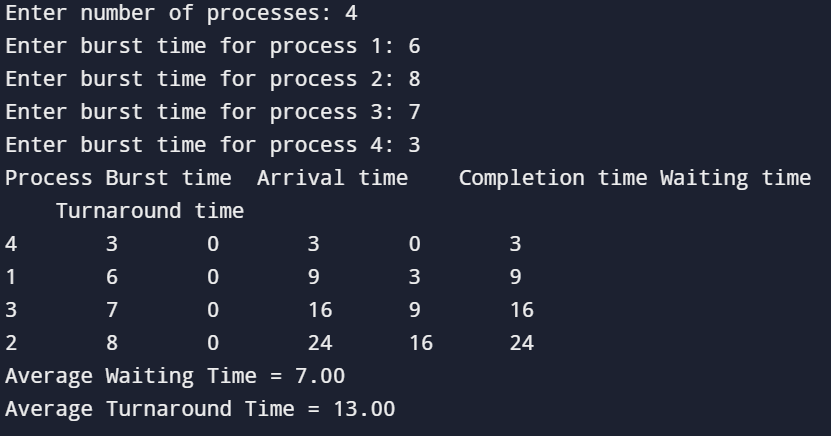 Enter number of processes: 4
Enter burst time for process 1: 6
Enter burst time for process 2: 8
Enter burst time for process 3: 7
Enter burst time for process 4: 3
Process Burst time  Arrival time    Completion time Waiting time
    Turnaround time
4       3       0       3       0       3
1       6       0       9       3       9
3       7       0       16      9       16
2       8       0       24      16      24
Average Waiting Time = 7.00
Average Turnaround Time = 13.00